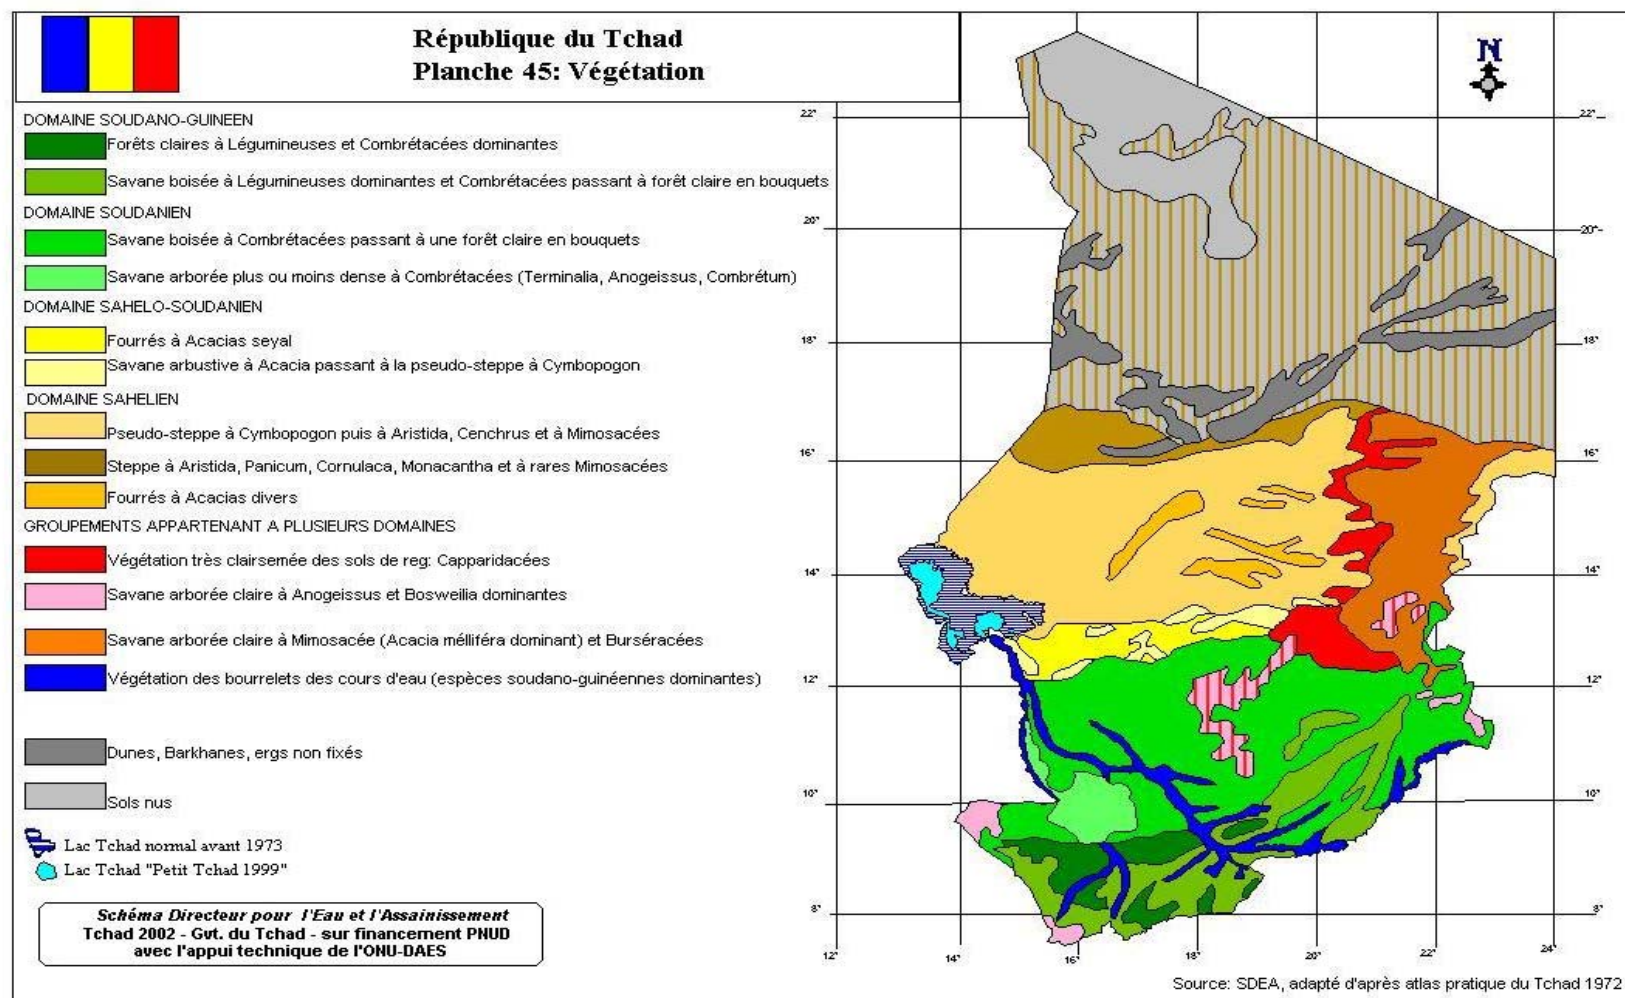 République du Tchad
Planche 45: Végétation
N
DOMAINE SOUDANO-GUINEEN
Forêts claires à Légumineuses et Combrétacées dominantes
Savane boisée à Légumineuses dominantes et Combrétacées passant à forêt claire en bouquets
DOMAINE SOUDANIEN
Savane boisée à Combrétacées passant à une forêt claire en bouquets
Savane arborée plus ou moins dense à Combrétacées (Terminalia, Anogeissus, Combrétum)
DOMAINE SAHELO-SOUDANIEN
Fourrés à Acacias seyal
Savane arbustive à Acacia passant à la pseudo-steppe à Cymbopogon
DOMAINE SAHELIEN
Pseudo-steppe à Cymbopogon puis à Aristida, Cenchrus et à Mimosacées
Steppe à Aristida, Panicum, Cornulaca, Monacantha et à rares Mimosacées
Fourrés à Acacias divers
GROUPEMENTS APPARTENANT A PLUSIEURS DOMAINES
Végétation très clairsemée des sols de reg: Capparidacées
Savane arborée claire à Anogeissus et Bosweilia dominantes
Savane arborée claire à Mimosacée (Acacia mélliféra dominant) et Burséracées
Végétation des bourrelets des cours d'eau (espèces soudano-guinéennes dominantes)
Dunes, Barkhanes, ergs non fixés
Sols nus
Lac Tchad normal avant 1973
Lac Tchad "Petit Tchad 1999"
Schéma Directeur pour l'Eau et l'Assainissement
Tchad 2002 - Gvt. du Tchad - sur financement PNUD
avec l'appui technique de l'ONU-DAES
22° 22°
20° 20°
18° 18°
16° 16°
14° 14°
12° 12°
10° 10°
8° 8°
12° 14° 16° 18° 20° 22° 24°
Source: SDEA, adapté d'après atlas pratique du Tchad 1972